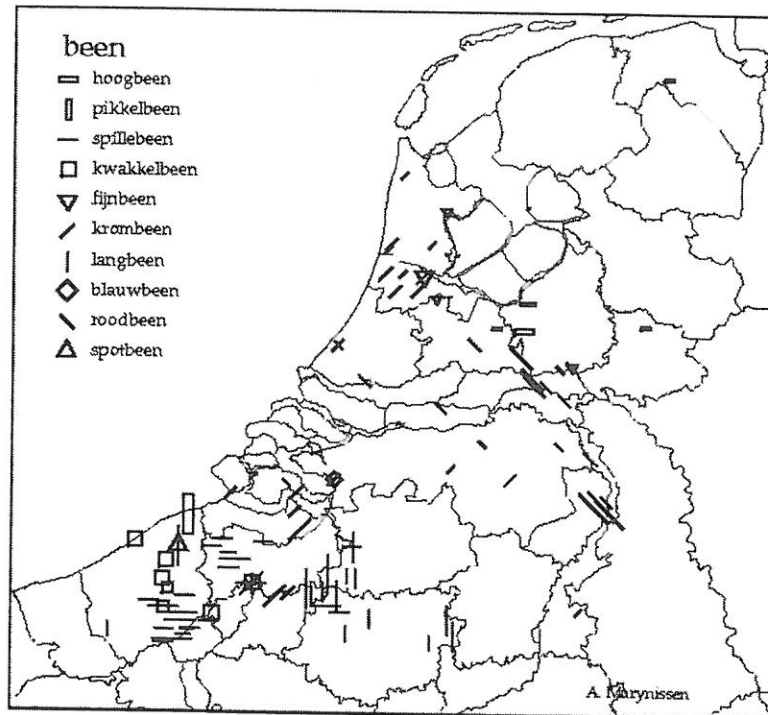 been
hoogbeen
pikkelbeen
spillebeen
kwakkelbeen
fijnbeen
krombeen
langbeen
blauwbeen
roodbeen
spotbeen
A. Marynissen